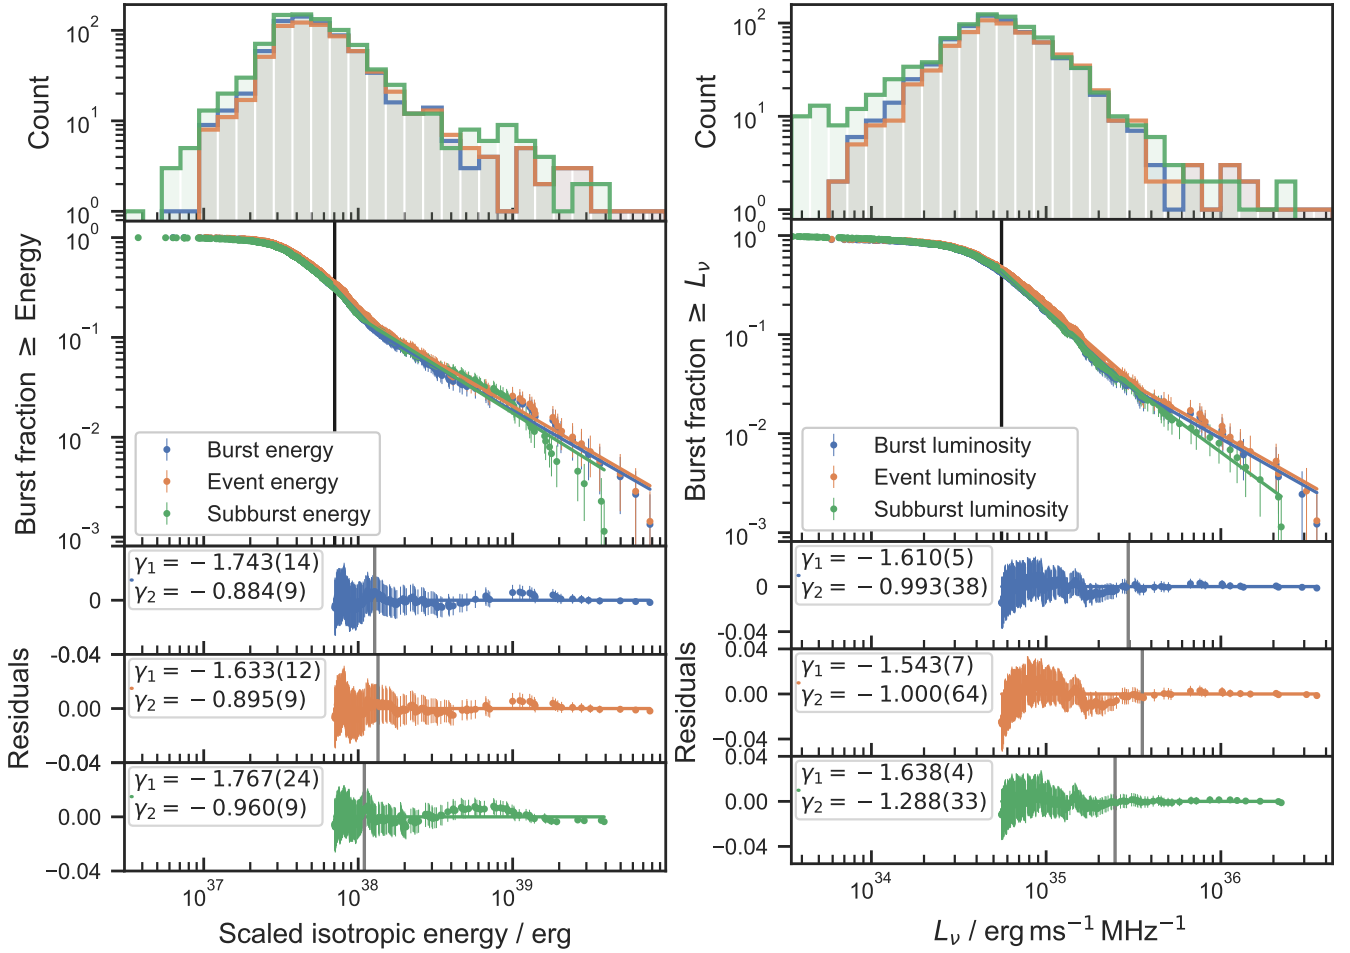 Count
10²
10¹
10⁰
Burst fraction ≥ Energy
10⁰
10⁻¹
10⁻²
10⁻³
Burst energy
Event energy
Subburst energy
Residuals
0
-0.04
γ₁ = −1.743(14)
γ₂ = −0.884(9)
0.00
−0.04
γ₁ = −1.633(12)
γ₂ = −0.895(9)
0.00
-0.04
γ₁ = −1.767(24)
γ₂ = −0.960(9)
10³⁷
10³⁸
10³⁹
Scaled isotropic energy / erg
Count
10²
10¹
10⁰
Burst fraction ≥ Lᵥ
10⁰
10⁻¹
10⁻²
10⁻³
Burst luminosity
Event luminosity
Subburst luminosity
Residuals
0
-0.04
γ₁ = −1.610(5)
γ₂ = −0.993(38)
0.04
0.00
-0.04
γ₁ = −1.543(7)
γ₂ = −1.000(64)
0.04
0.00
-0.04
γ₁ = −1.638(4)
γ₂ = −1.288(33)
10³⁴
10³⁵
10³⁶
Lᵥ / erg ms⁻¹ MHz⁻¹